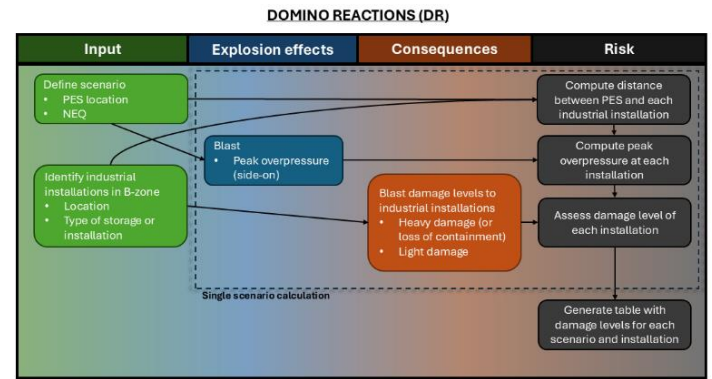 DOMINO REACTIONS (DR)
Input
Explosion effects
Consequences
Risk
Define scenario
• PES location
• NEQ
Identify industrial
installations in B-zone
• Location
• Type of storage or
installation
Blast
• Peak overpressure
(side-on)
Blast damage levels to
industrial installations
• Heavy damage (or
loss of containment)
• Light damage
Compute distance
between PES and each
industrial installation
Compute peak
overpressure at each
installation
Assess damage level of
each installation
Single scenario calculation
Generate table with
damage levels for each
scenario and installation